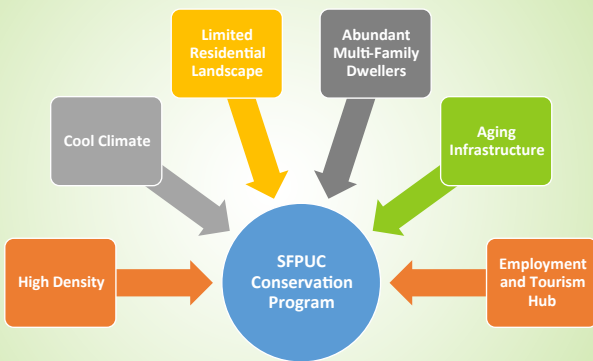 Limited
Residential
Landscape
Abundant
Multi-Family
Dwellers
Cool Climate
Aging
Infrastructure
High Density
SFPUC
Conservation
Program
Employment
and Tourism
Hub